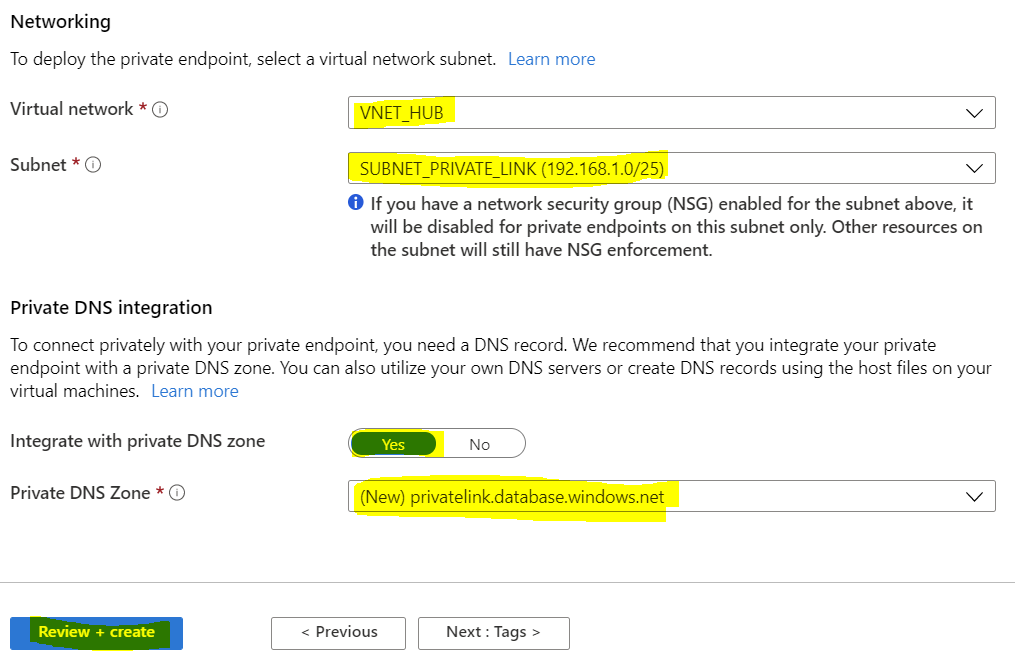 Networking
To deploy the private endpoint, select a virtual network subnet. Learn more
Virtual network *
VNET_HUB
Subnet *
SUBNET_PRIVATE_LINK (192.168.1.0/25)
If you have a network security group (NSG) enabled for the subnet above, it
will be disabled for private endpoints on this subnet only. Other resources on
the subnet will still have NSG enforcement.
Private DNS integration
To connect privately with your private endpoint, you need a DNS record. We recommend that you integrate your private
endpoint with a private DNS zone. You can also utilize your own DNS servers or create DNS records using the host files on your
virtual machines. Learn more
Integrate with private DNS zone
Yes No
Private DNS Zone *
(New) privatelink.database.windows.net
Review + create
< Previous
Next : Tags >